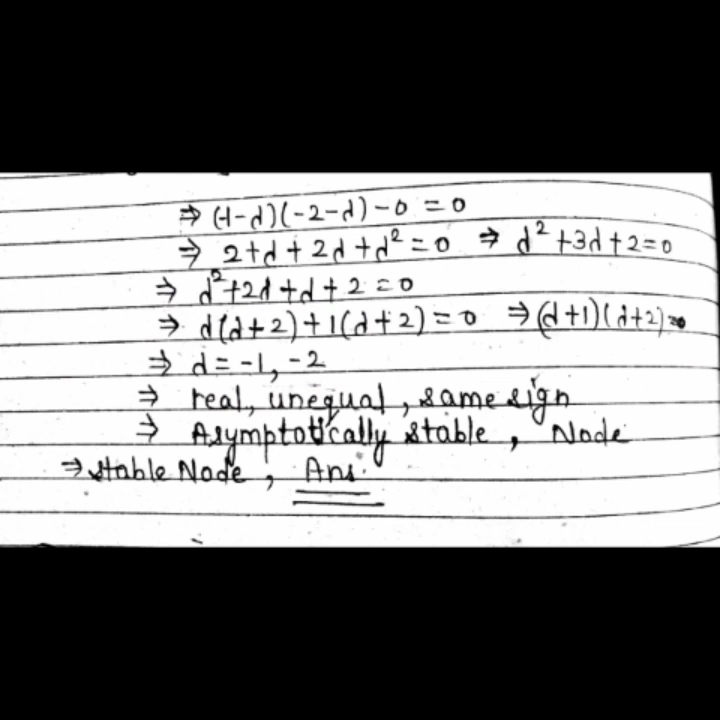 ⇒ (-1-d)(-2-d)-0 = 0
⇒ 2+d+2d+d² = 0 ⇒ d²+3d+2=0
⇒ d²+2d+d+2 = 0
⇒ d(d+2)+1(d+2) = 0 ⇒ (d+1)(d+2)=0
⇒ d = -1, -2
⇒ real, unequal, same sign
⇒ Asymptotically stable, Node
⇒ stable Node, Ans.